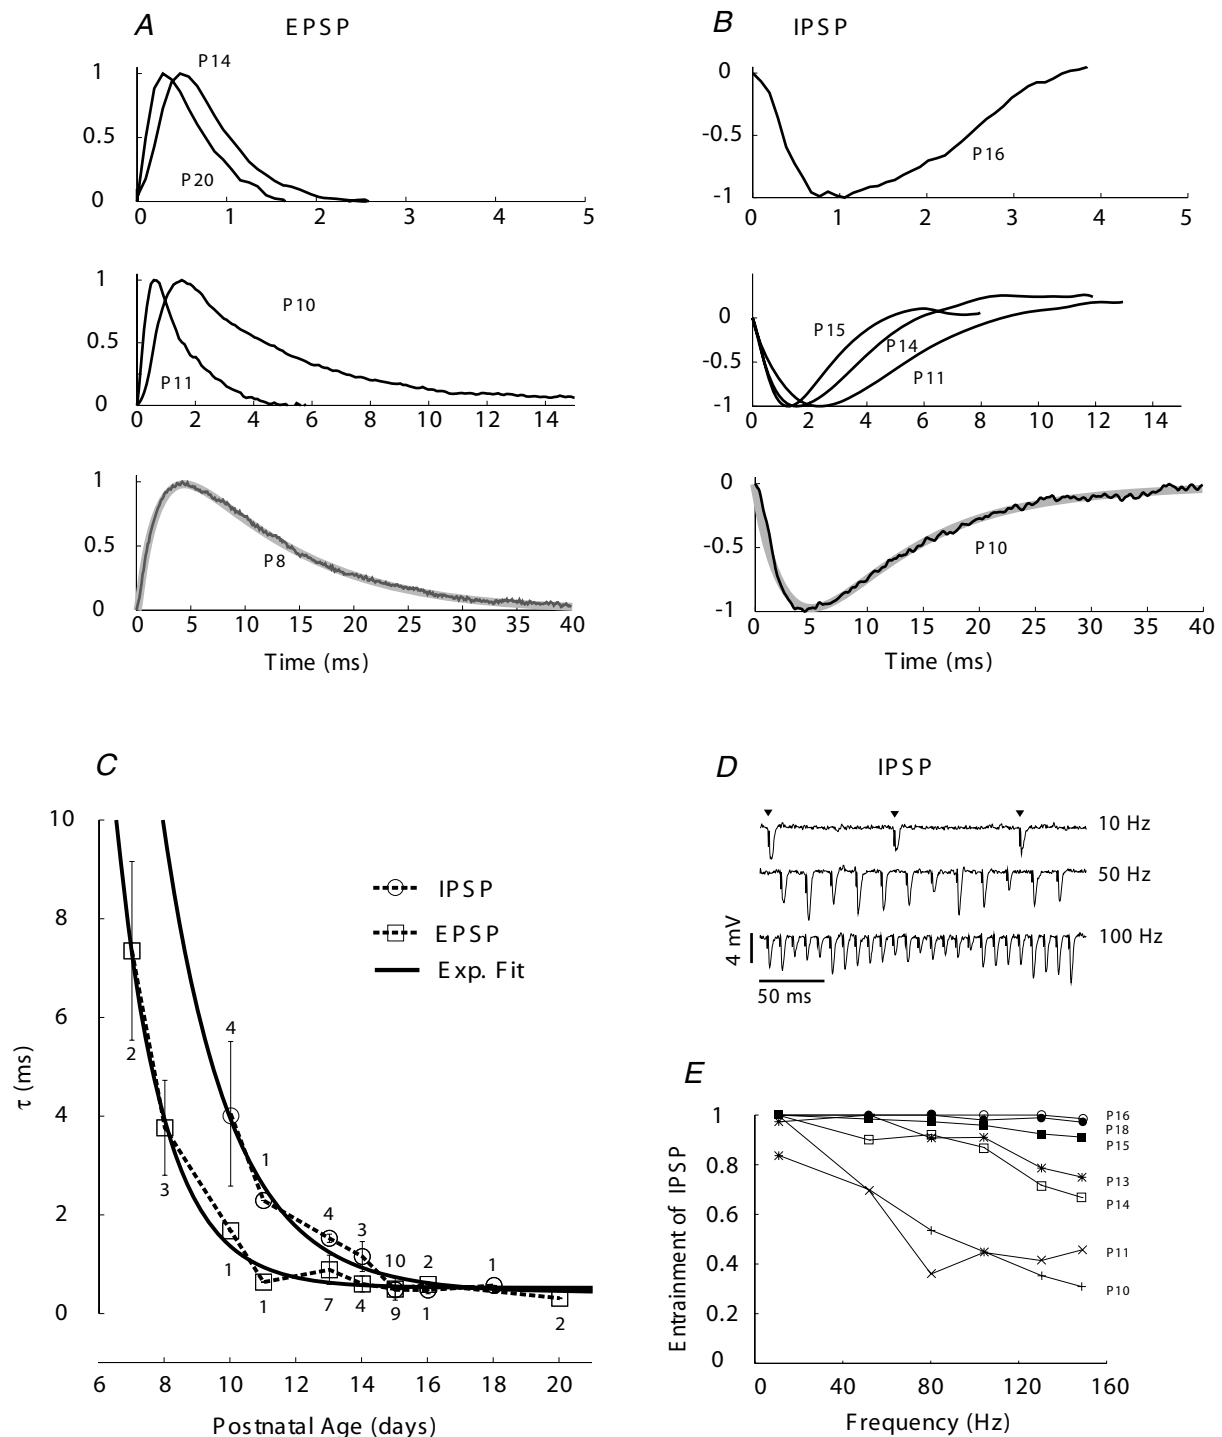 A
EPSP
P14
1
0.5
P20
0
0 1 2 3 4 5
1
P10
0.5
P11
0
0 2 4 6 8 10 12 14
1
0.5
P8
0
0 5 10 15 20 25 30 35 40
Time (ms)
B
IPSP
0
-0.5
P16
-1
0 1 2 3 4 5
0
P15
P14
-0.5
P11
-1
0 2 4 6 8 10 12 14
0
-0.5
P10
-1
0 5 10 15 20 25 30 35 40
Time (ms)
C
10
8
6
4
2
0
τ (ms)
IPSP
EPSP
Exp. Fit
2
3
4
1
1
1
4
7
3
4
10
9
2
1
1
2
6 8 10 12 14 16 18 20
Postnatal Age (days)
D
IPSP
10 Hz
50 Hz
100 Hz
4 mV
50 ms
E
Entrainment of IPSP
1
0.8
0.6
0.4
0.2
0
P16
P18
P15
P13
P14
P11
P10
0 40 80 120 160
Frequency (Hz)